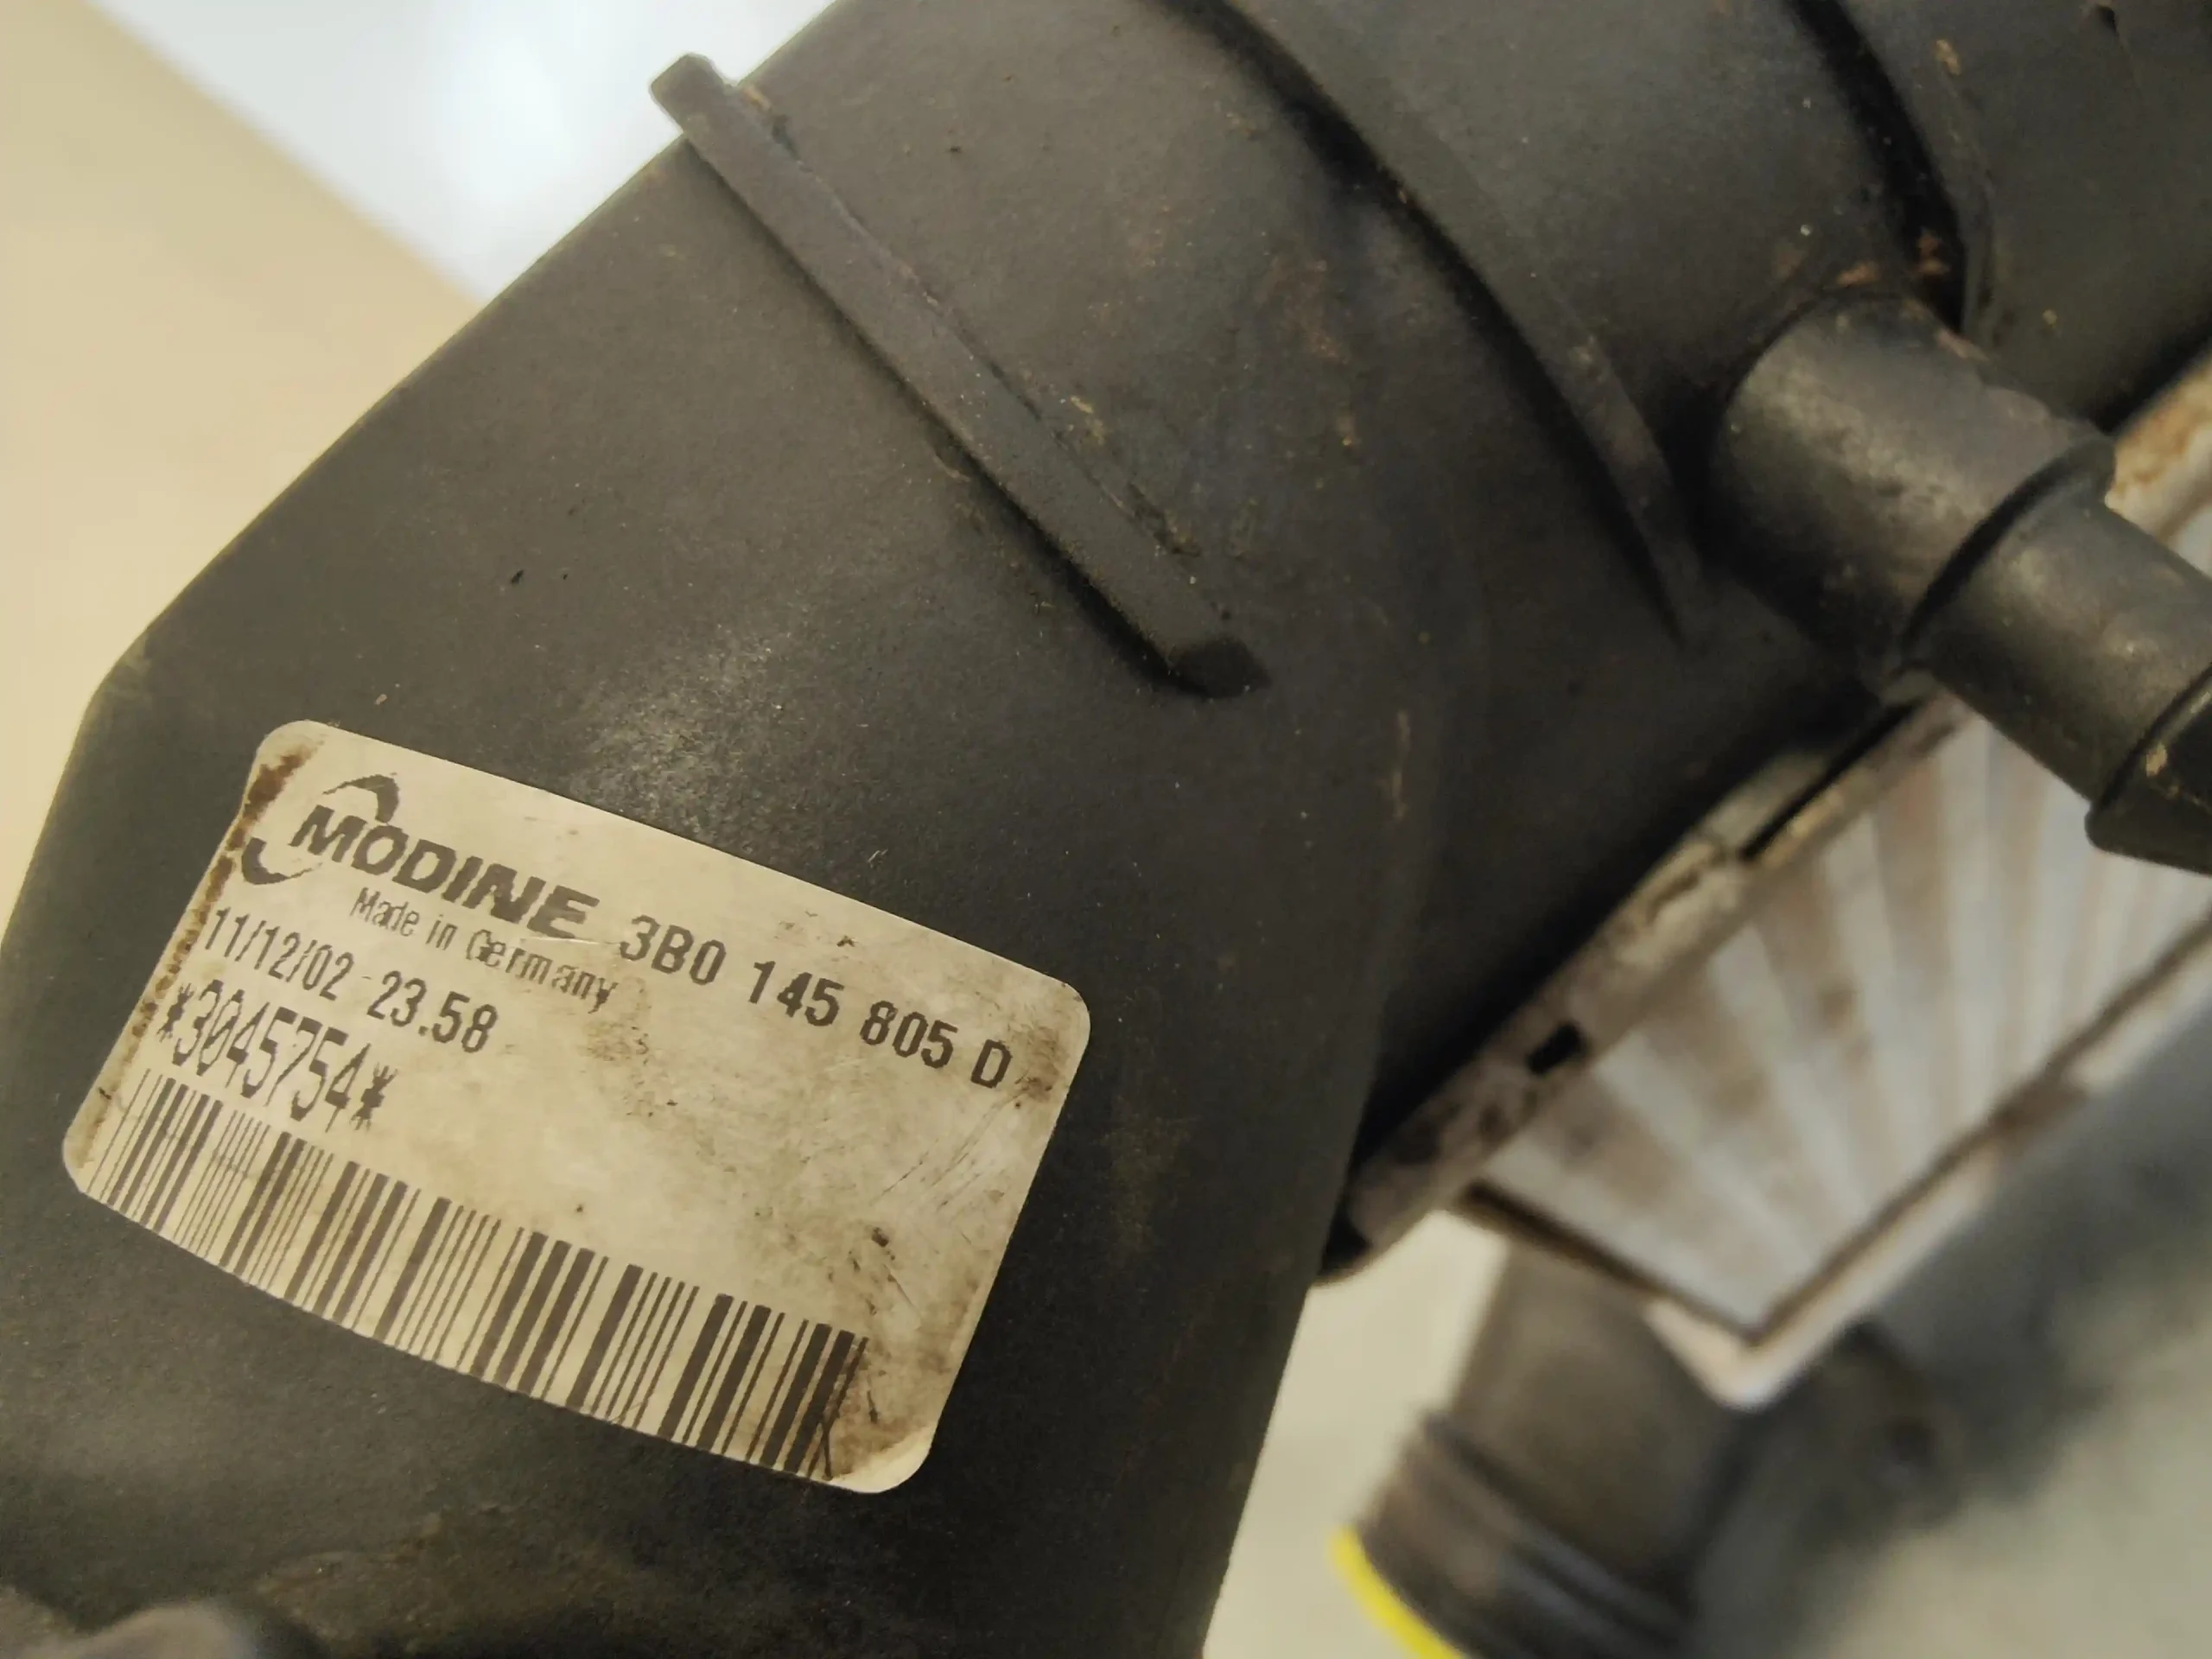 MODINE 3B0 145 805 D
Made in Germany
11/12/02 23.58
*3045754*